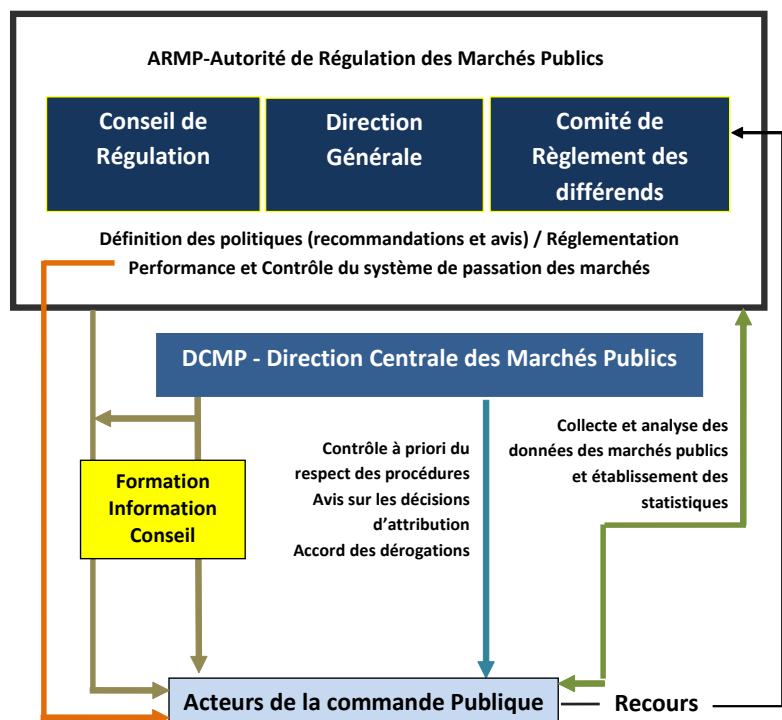 ARMP-Autorité de Régulation des Marchés Publics
Conseil de
Régulation
Direction
Générale
Comité de
Règlement des
différends
Définition des politiques (recommandations et avis) / Réglementation
Performance et Contrôle du système de passation des marchés
DCMP - Direction Centrale des Marchés Publics
Formation
Information
Conseil
Contrôle à priori du
respect des procédures
Avis sur les décisions
d'attribution
Accord des dérogations
Collecte et analyse des
données des marchés publics
et établissement des
statistiques
Acteurs de la commande Publique
Recours